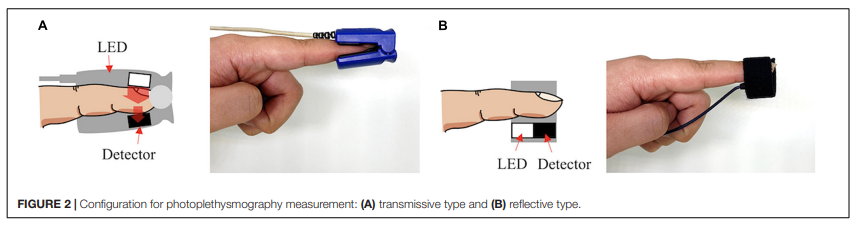 A
LED
Detector
B
LED Detector
FIGURE 2 | Configuration for photoplethysmography measurement: (A) transmissive type and (B) reflective type.